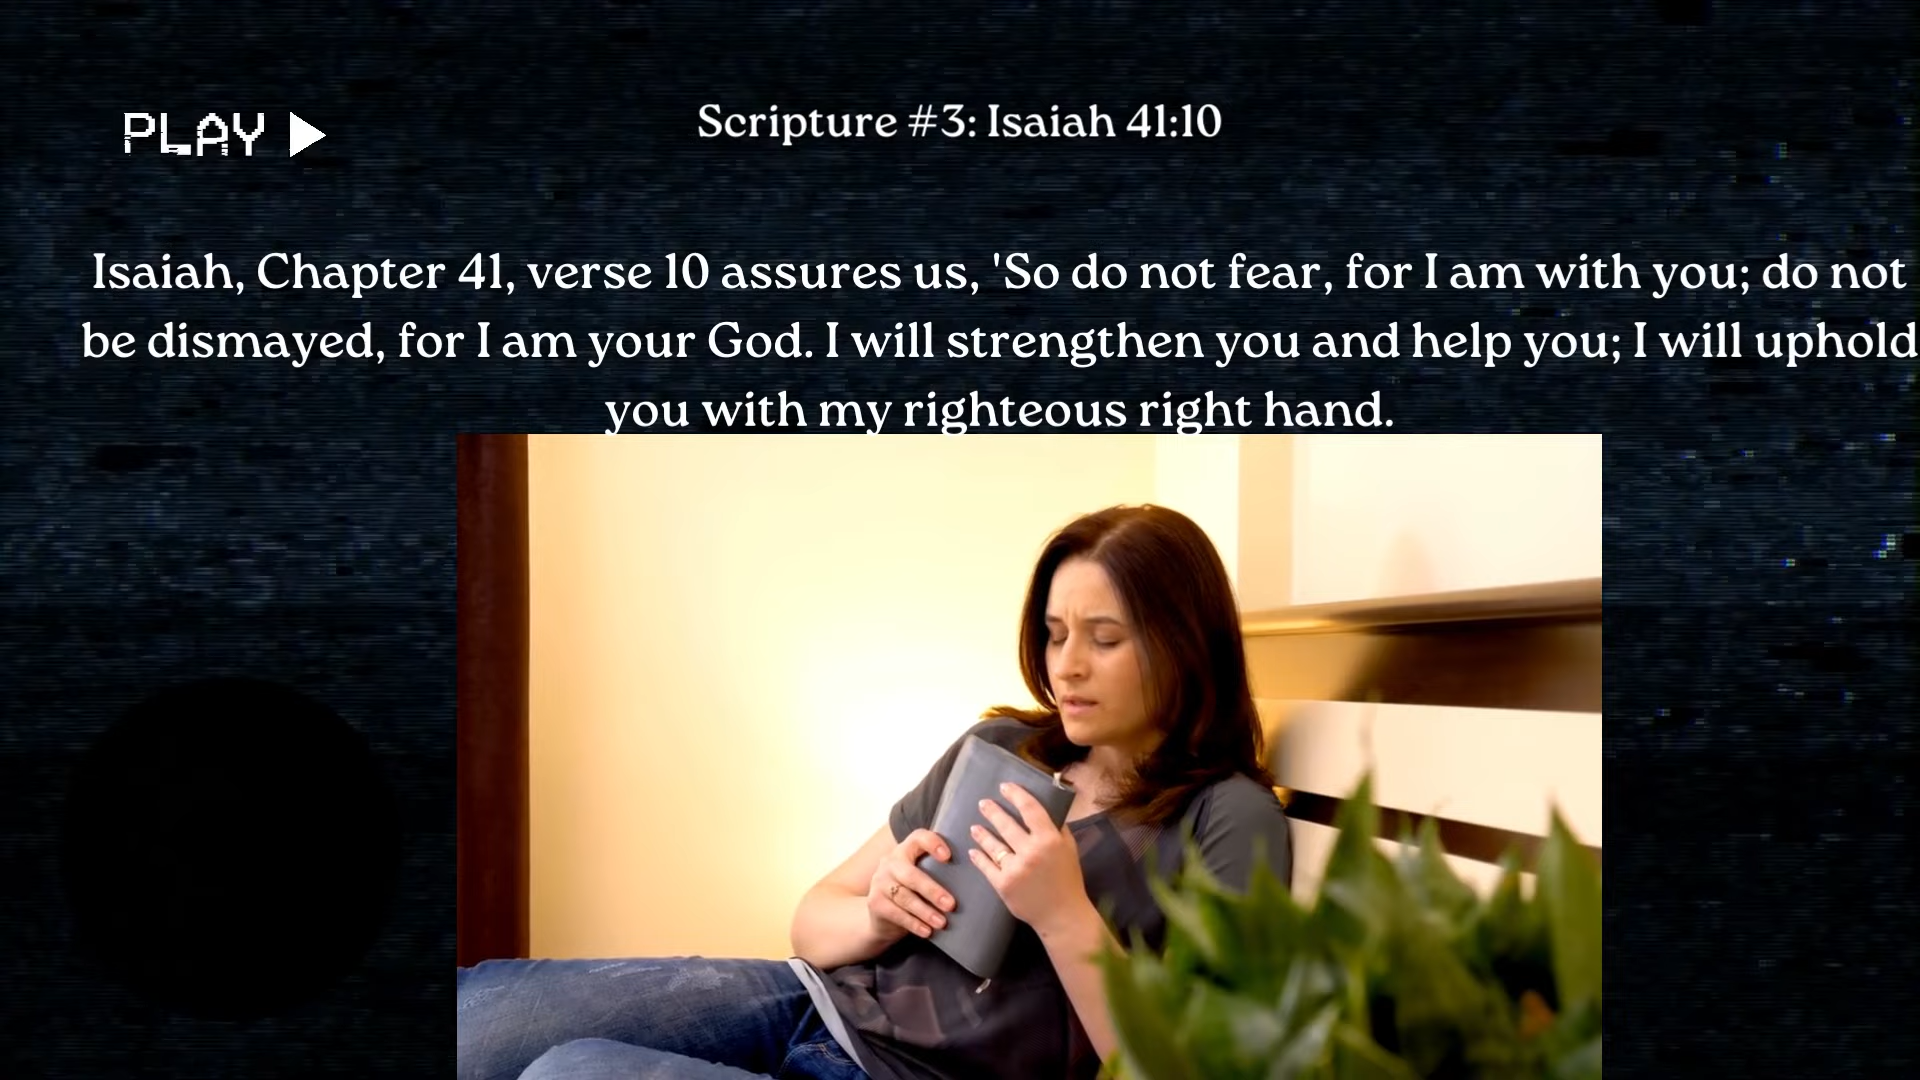 PLAY
Scripture #3: Isaiah 41:10
Isaiah, Chapter 41, verse 10 assures us, 'So do not fear, for I am with you; do not
be dismayed, for I am your God. I will strengthen you and help you; I will uphold
you with my righteous right hand.